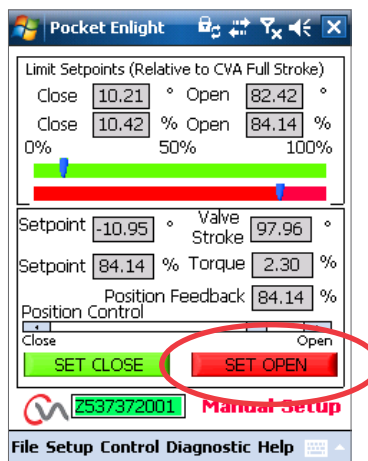 Pocket Enlight
Limit Setpoints (Relative to CVA Full Stroke)
Close 10.21 ° Open 82.42 °
Close 10.42 % Open 84.14 %
0% 50% 100%
Setpoint -10.95 ° Valve Stroke 97.96 °
Setpoint 84.14 % Torque 2.30 %
Position Feedback 84.14 %
Position Control
Close Open
SET CLOSE SET OPEN
CVA Z537372001 Manual Setup
File Setup Control Diagnostic Help